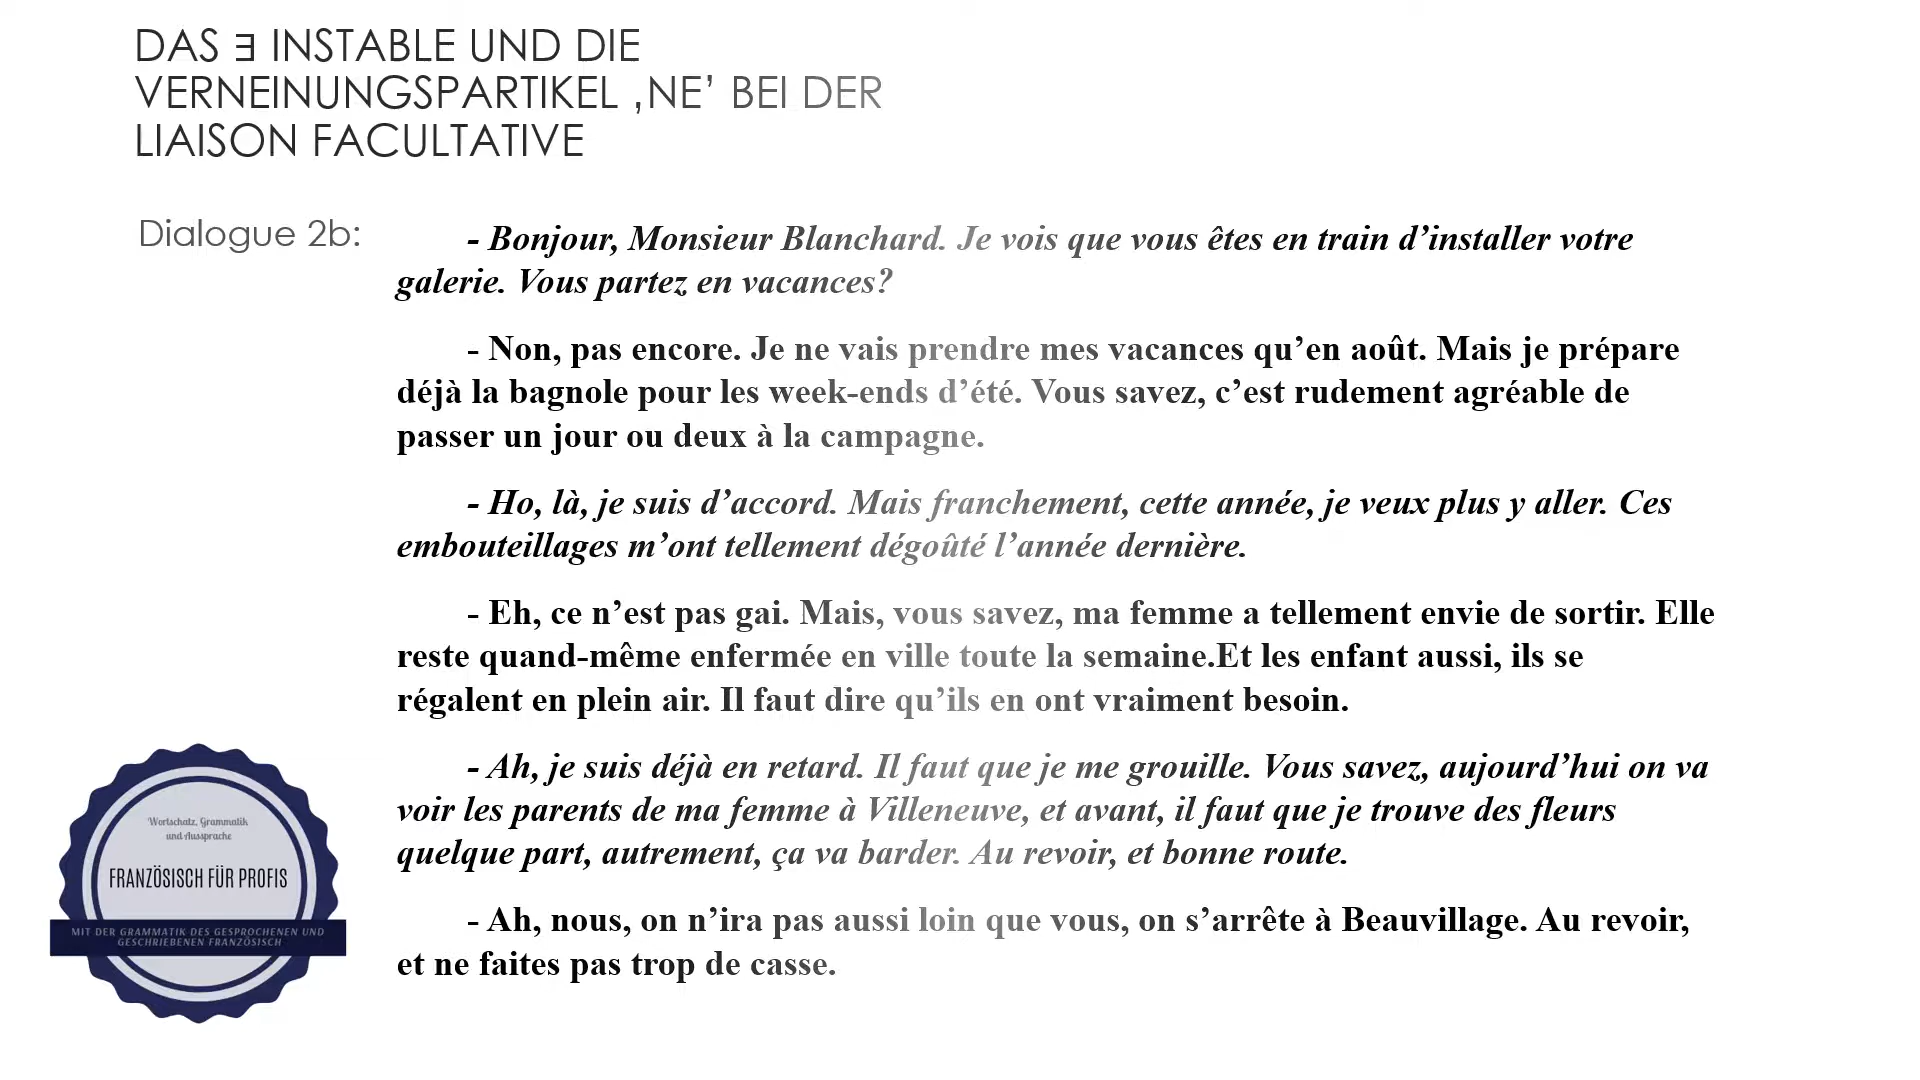 DAS Ǝ INSTABLE UND DIE
VERNEINUNGSPARTIKEL ‚NE’ BEI DER
LIAISON FACULTATIVE
Dialogue 2b:
- Bonjour, Monsieur Blanchard. Je vois que vous êtes en train d’installer votre
galerie. Vous partez en vacances?
- Non, pas encore. Je ne vais prendre mes vacances qu’en août. Mais je prépare
déjà la bagnole pour les week-ends d’été. Vous savez, c’est rudement agréable de
passer un jour ou deux à la campagne.
- Ho, là, je suis d’accord. Mais franchement, cette année, je veux plus y aller. Ces
embouteillages m’ont tellement dégoûté l’année dernière.
- Eh, ce n’est pas gai. Mais, vous savez, ma femme a tellement envie de sortir. Elle
reste quand-même enfermée en ville toute la semaine.Et les enfant aussi, ils se
régalent en plein air. Il faut dire qu’ils en ont vraiment besoin.
- Ah, je suis déjà en retard. Il faut que je me grouille. Vous savez, aujourd’hui on va
voir les parents de ma femme à Villeneuve, et avant, il faut que je trouve des fleurs
quelque part, autrement, ça va barder. Au revoir, et bonne route.
- Ah, nous, on n’ira pas aussi loin que vous, on s’arrête à Beauvillage. Au revoir,
et ne faites pas trop de casse.
Wortschatz, Grammatik
und Aussprache
FRANZÖSISCH FÜR PROFIS
MIT DER GRAMMATIK DES GESPROCHENEN UND
GESCHRIEBENEN FRANZÖSISCH